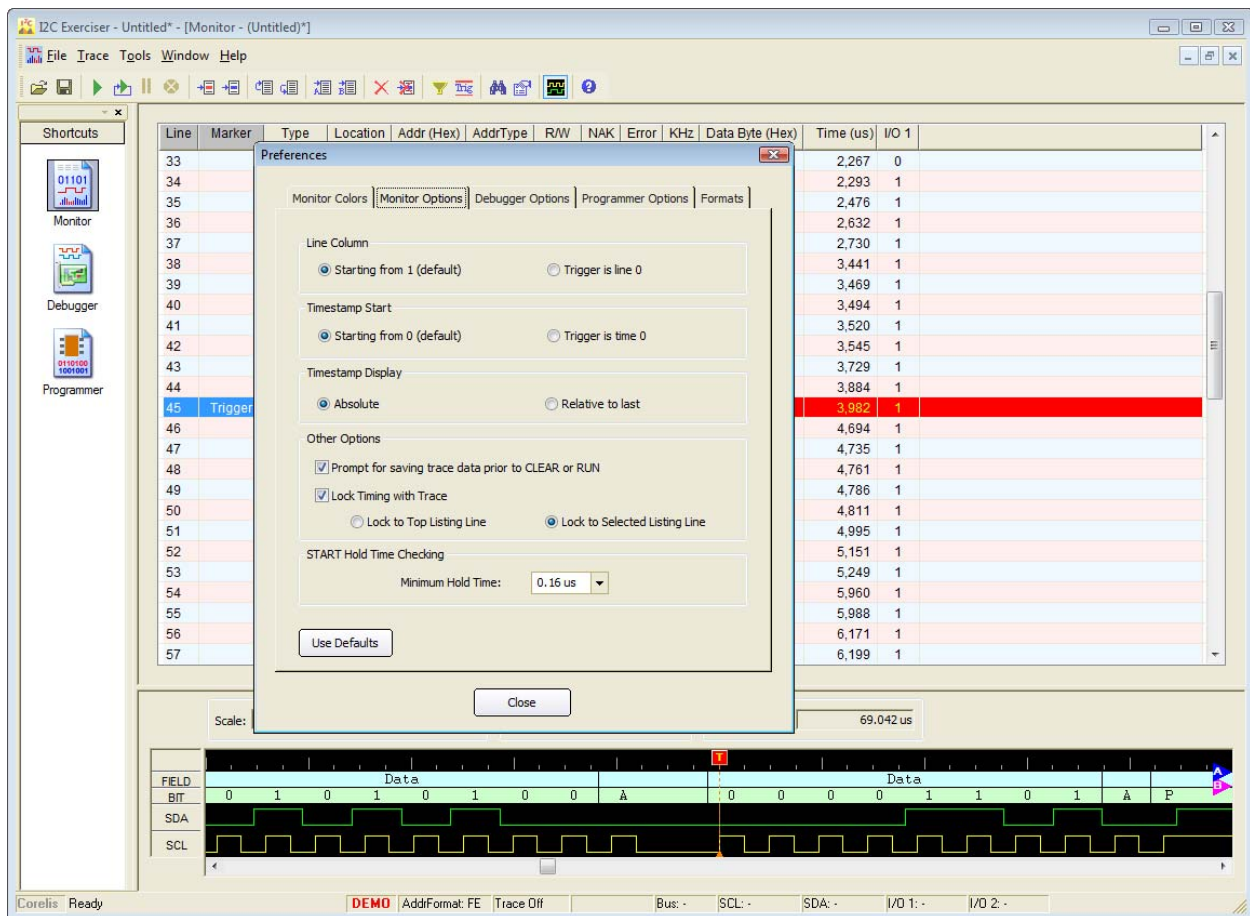 I2C Exerciser - Untitled* - [Monitor - (Untitled)*]
File Trace Tools Window Help
Shortcuts
Monitor
Debugger
Programmer
Line Marker Type Location Addr (Hex) AddrType R/W NAK Error KHz Data Byte (Hex) Time (us) I/O 1
33 2,267 0
34 2,293 1
35 2,476 1
36 2,632 1
37 2,730 1
38 3,441 1
39 3,469 1
40 3,494 1
41 3,520 1
42 3,545 1
43 3,729 1
44 3,884 1
45 Trigger 3,982 1
46 4,694 1
47 4,735 1
48 4,761 1
49 4,786 1
50 4,811 1
51 4,995 1
52 5,151 1
53 5,249 1
54 5,960 1
55 5,988 1
56 6,171 1
57 6,199 1
Preferences
Monitor Colors Monitor Options Debugger Options Programmer Options Formats
Line Column
Starting from 1 (default) Trigger is line 0
Timestamp Start
Starting from 0 (default) Trigger is time 0
Timestamp Display
Absolute Relative to last
Other Options
Prompt for saving trace data prior to CLEAR or RUN
Lock Timing with Trace
Lock to Top Listing Line Lock to Selected Listing Line
START Hold Time Checking
Minimum Hold Time: 0.16 us
Use Defaults
Close
Scale: 69.042 us
T
FIELD Data Data
BIT 0 1 0 1 0 1 0 0 A 0 0 0 0 1 1 0 1 A P
SDA
SCL
A
B
Corelis Ready DEMO AddrFormat: FE Trace Off Bus: - SCL: - SDA: - I/O 1: - I/O 2: -